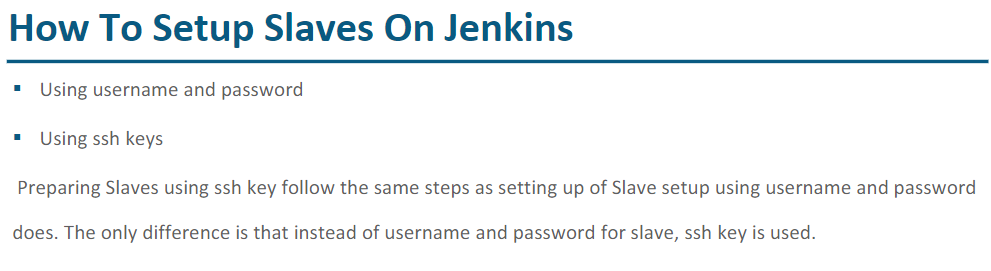 How To Setup Slaves On Jenkins
▪ Using username and password
▪ Using ssh keys
Preparing Slaves using ssh key follow the same steps as setting up of Slave setup using username and password
does. The only difference is that instead of username and password for slave, ssh key is used.